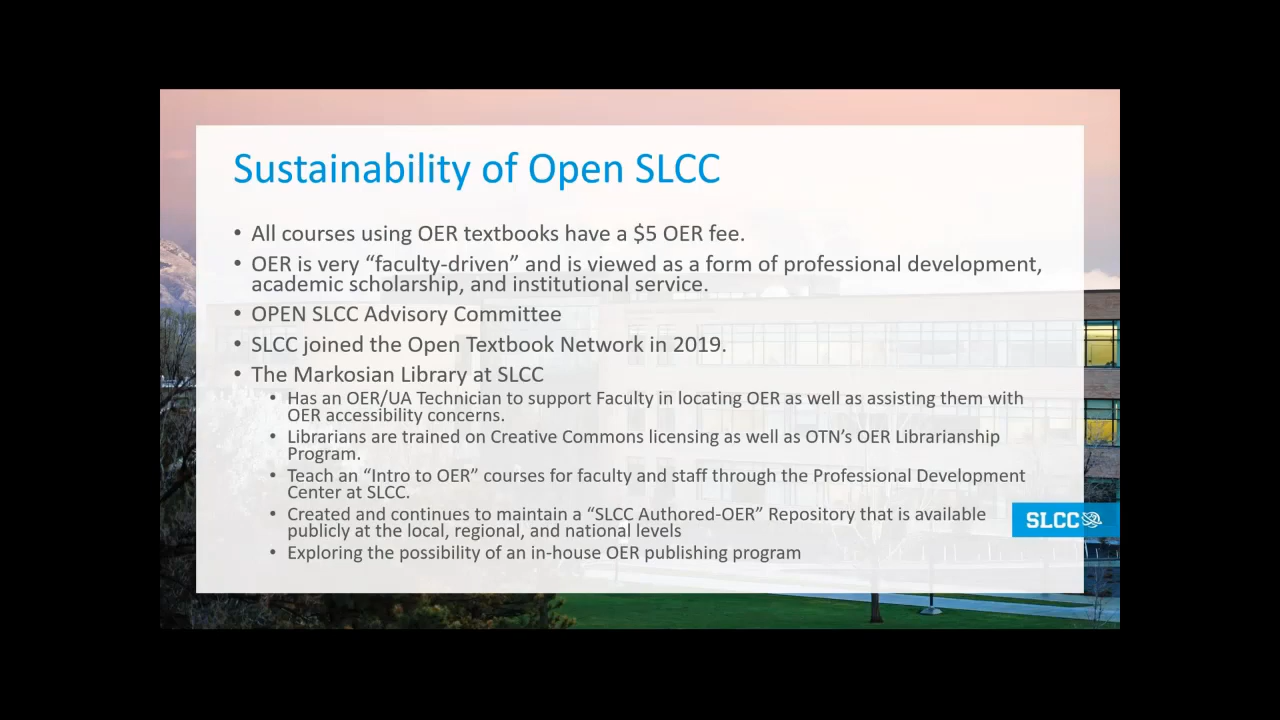 Sustainability of Open SLCC
• All courses using OER textbooks have a $5 OER fee.
• OER is very “faculty-driven” and is viewed as a form of professional development,
academic scholarship, and institutional service.
• OPEN SLCC Advisory Committee
• SLCC joined the Open Textbook Network in 2019.
• The Markosian Library at SLCC
• Has an OER/UA Technician to support Faculty in locating OER as well as assisting them with
OER accessibility concerns.
• Librarians are trained on Creative Commons licensing as well as OTN’s OER Librarianship
Program.
• Teach an “Intro to OER” courses for faculty and staff through the Professional Development
Center at SLCC.
• Created and continues to maintain a “SLCC Authored-OER” Repository that is available
publicly at the local, regional, and national levels
• Exploring the possibility of an in-house OER publishing program
SLCC